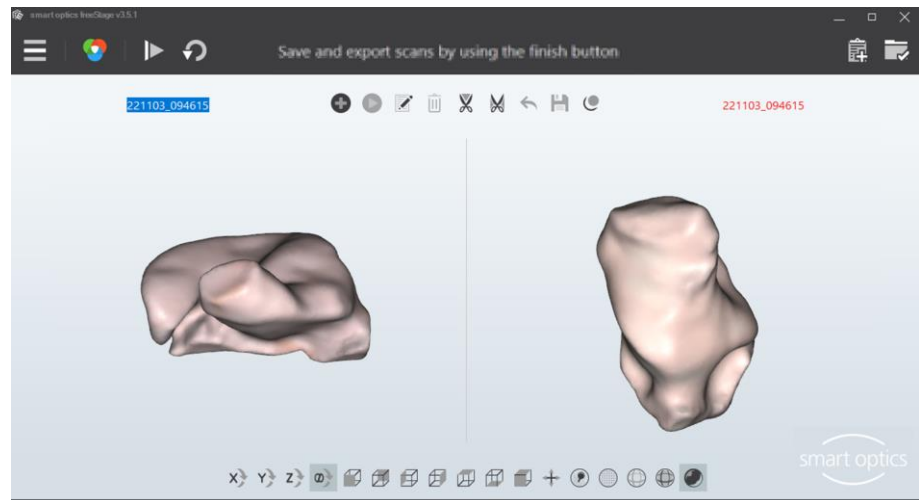 smart optics freeStage v3.5.1
Save and export scans by using the finish button
221103_094615
221103_094615
X
Y
Z
smart optics